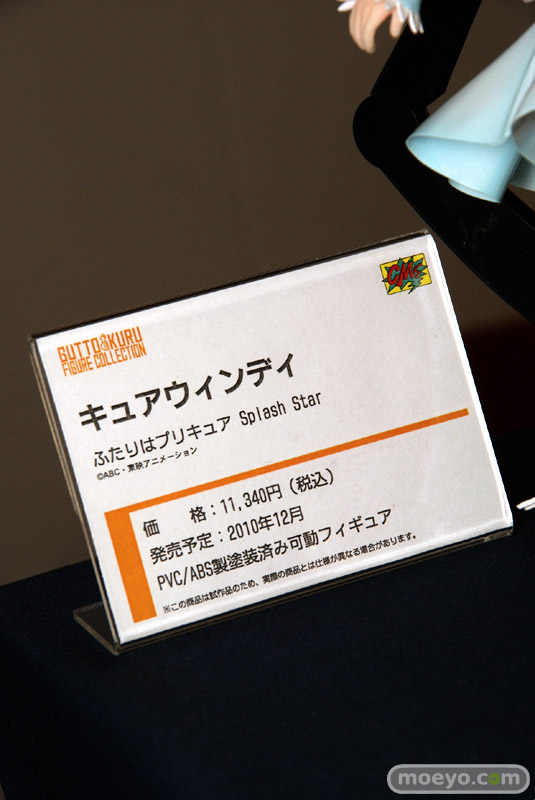 GUTTO&KURU
FIGURE COLLECTION
CM's
キュアウィンディ
ふたりはプリキュア Splash Star
©ABC・東映アニメーション
価　格：11,340円（税込）
発売予定：2010年12月
PVC/ABS製塗装済み可動フィギュア
※この商品は試作品のため、実際の商品とは仕様が異なる場合があります。
moeyo.com